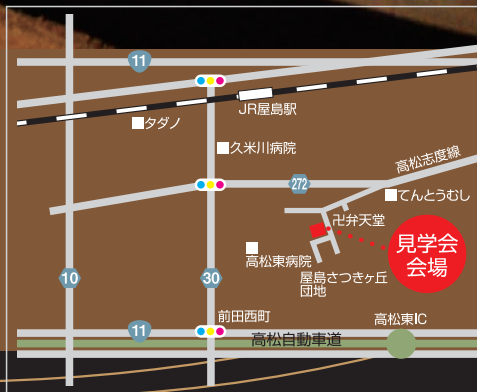 11
JR屋島駅
タダノ
久米川病院
高松志度線
272
てんとうむし
卍弁天堂
見学会
会場
高松東病院
屋島さつきヶ丘
団地
10
30
前田西町
高松東IC
11
高松自動車道